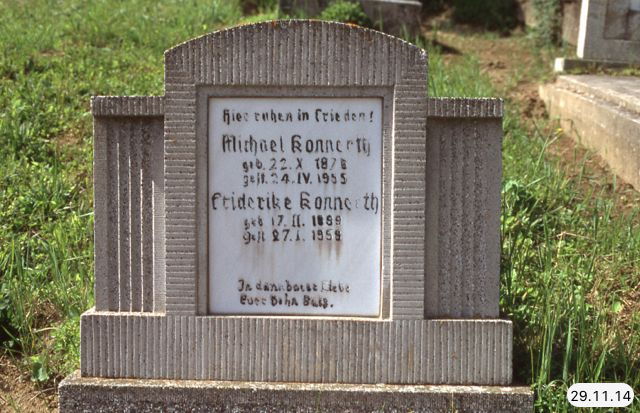 Hier ruhen in Frieden!
Michael Konnerth
geb. 22. X 1876
gest. 24. IV. 1955
Friderike Konnerth
geb 17. II. 1889
Gest 27. I. 1959
In dankbarer Liebe
Euer Sohn
29.11.14